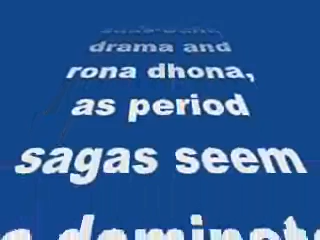 drama and
rona dhona,
as period
sagas seem